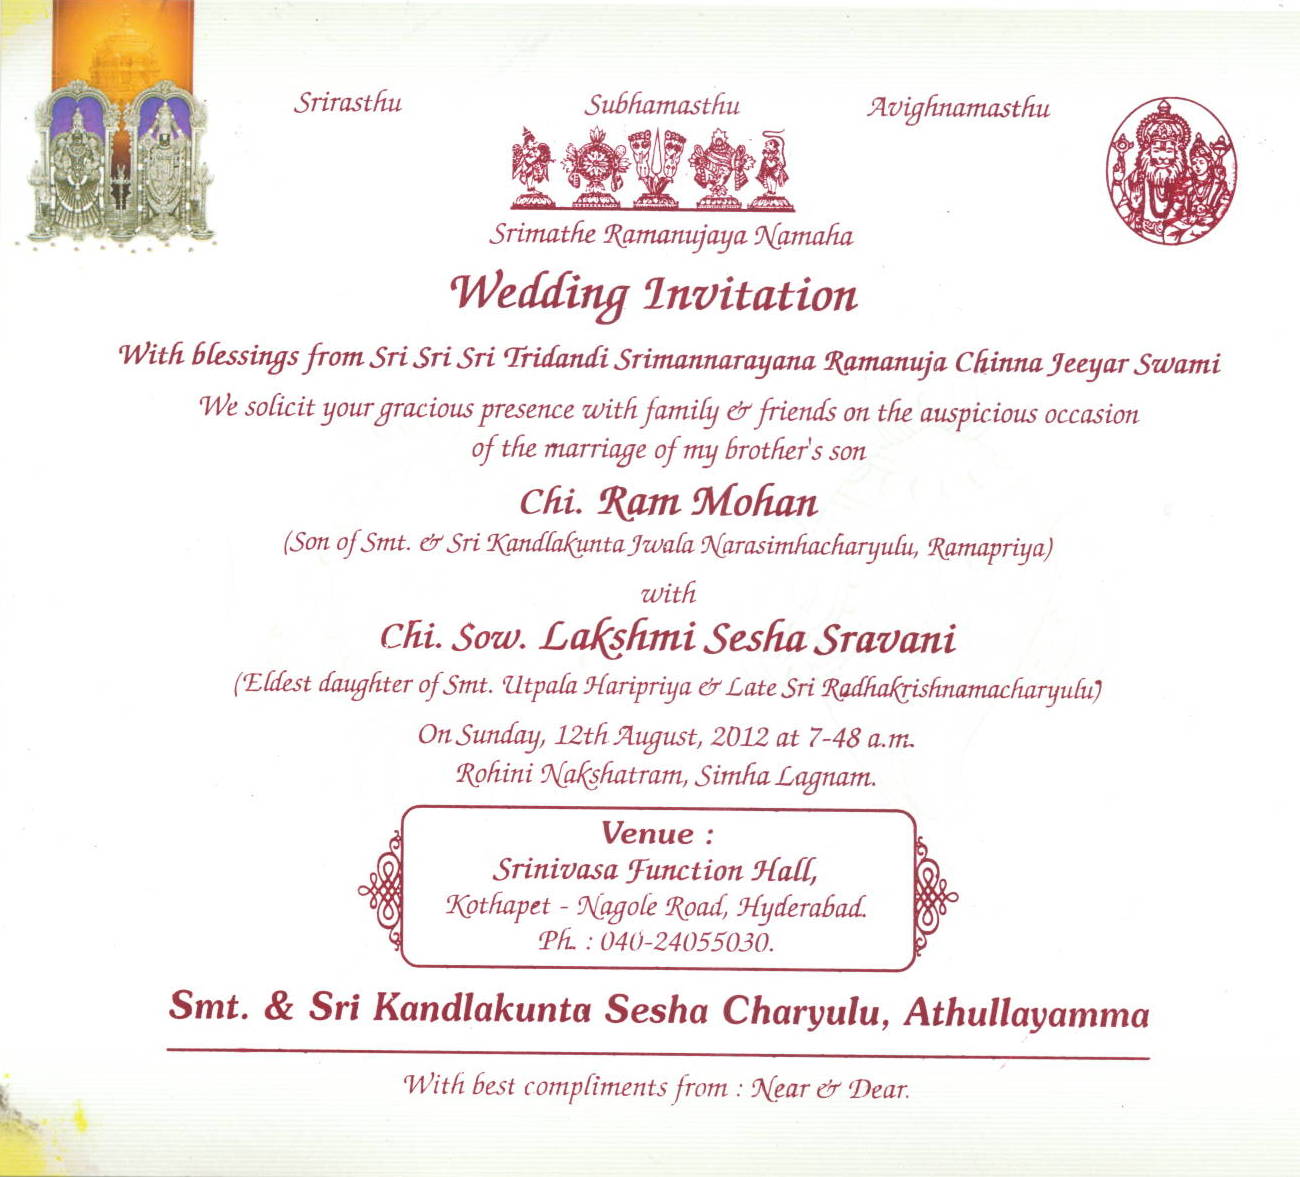 Srirasthu Subhamasthu Avighnamasthu
Srimathe Ramanujaya Namaha
Wedding Invitation
With blessings from Sri Sri Sri Tridandi Srimannarayana Ramanuja Chinna Jeeyar Swami
We solicit your gracious presence with family & friends on the auspicious occasion
of the marriage of my brother's son
Chi. Ram Mohan
(Son of Smt. & Sri Kandlakunta Jwala Narasimhacharyulu, Ramapriya)
with
Chi. Sow. Lakshmi Sesha Sravani
(Eldest daughter of Smt. Utpala Haripriya & Late Sri Radhakrishnamacharyulu)
On Sunday, 12th August, 2012 at 7-48 a.m.
Rohini Nakshatram, Simha Lagnam.
Venue :
Srinivasa Function Hall,
Kothapet - Nagole Road, Hyderabad.
Ph. : 040-24055030.
Smt. & Sri Kandlakunta Sesha Charyulu, Athullayamma
With best compliments from : Near & Dear.